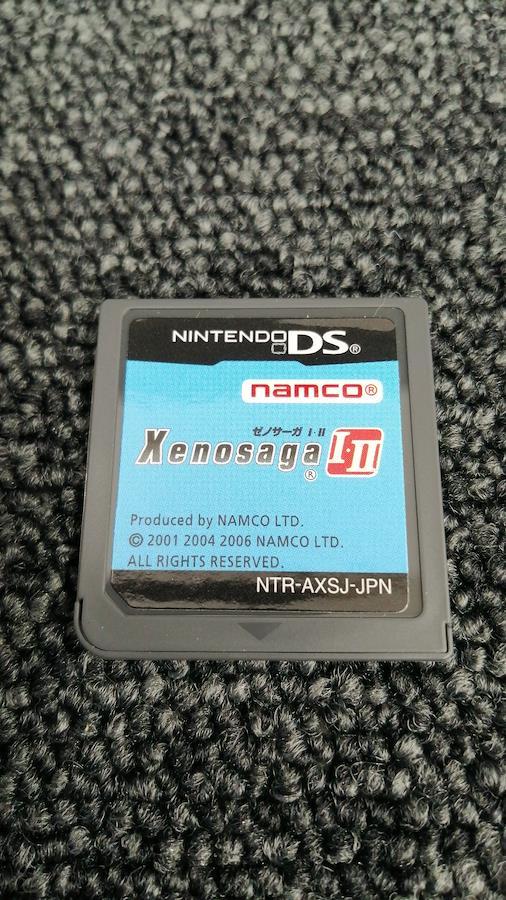 NINTENDO DS®
namco®
ゼノサーガ I・II
Xenosaga® I・II
Produced by NAMCO LTD.
© 2001 2004 2006 NAMCO LTD.
ALL RIGHTS RESERVED.
NTR-AXSJ-JPN